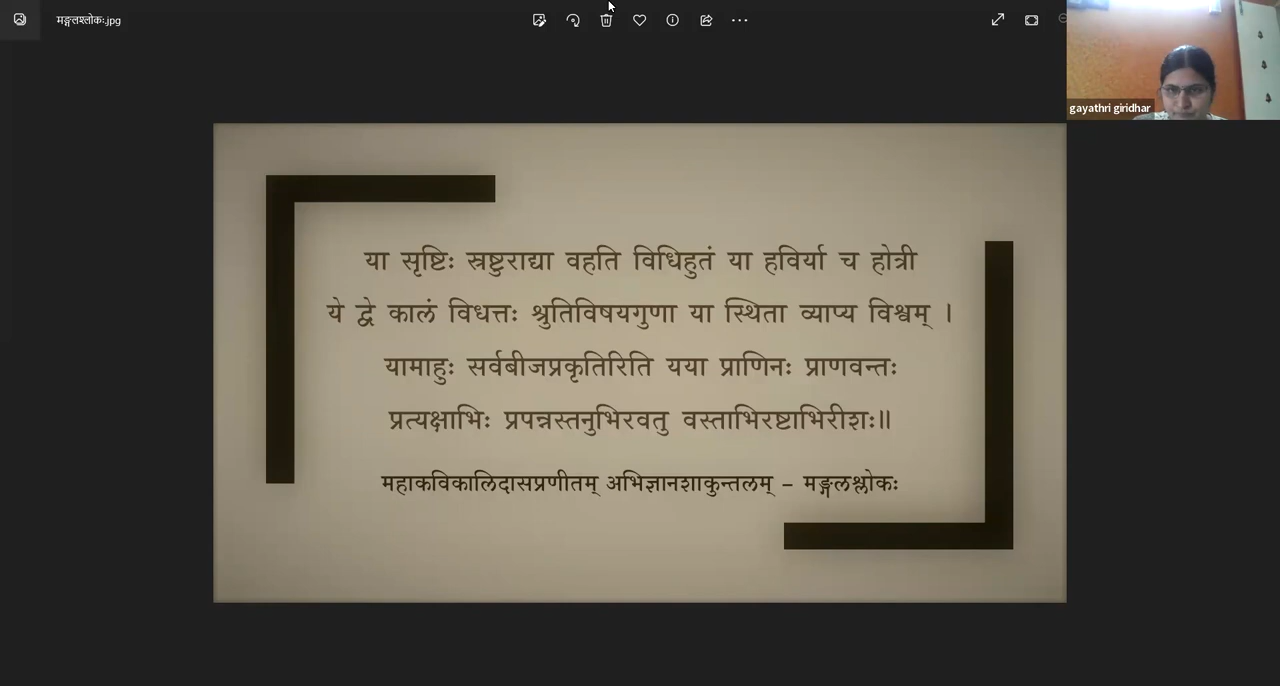 मङ्गलश्लोकः.jpg
gayathri giridhar
या सृष्टिः स्रष्टुराद्या वहति विधिहुतं या हविर्या च होत्री
ये द्वे कालं विधत्तः श्रुतिविषयगुणा या स्थिता व्याप्य विश्वम् ।
यामाहुः सर्वबीजप्रकृतिरिति यया प्राणिनः प्राणवन्तः
प्रत्यक्षाभिः प्रपन्नस्तनुभिरवतु वस्ताभिरष्टाभिरीशः॥
महाकविकालिदासप्रणीतम् अभिज्ञानशाकुन्तलम् – मङ्गलश्लोकः